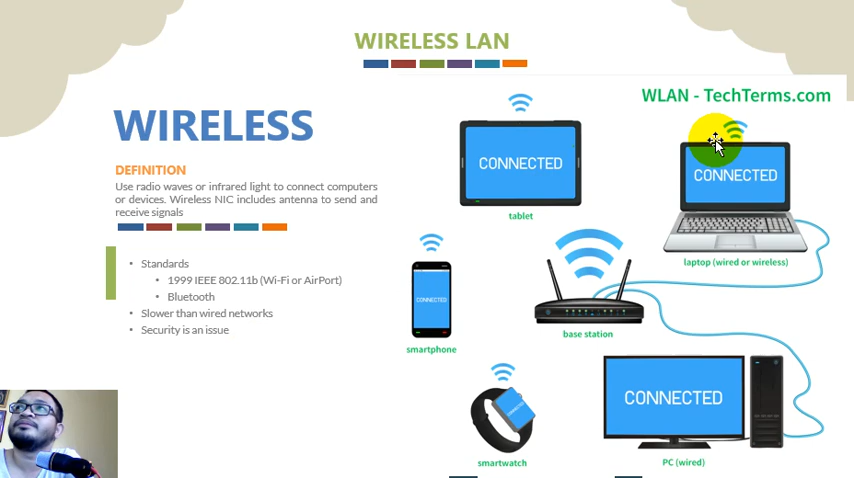 WIRELESS LAN
WLAN - TechTerms.com
WIRELESS
DEFINITION
Use radio waves or infrared light to connect computers
or devices. Wireless NIC includes antenna to send and
receive signals
• Standards
• 1999 IEEE 802.11b (Wi-Fi or AirPort)
• Bluetooth
• Slower than wired networks
• Security is an issue
CONNECTED
tablet
CONNECTED
laptop (wired or wireless)
CONNECTED
smartphone
base station
CONNECTED
smartwatch
CONNECTED
PC (wired)